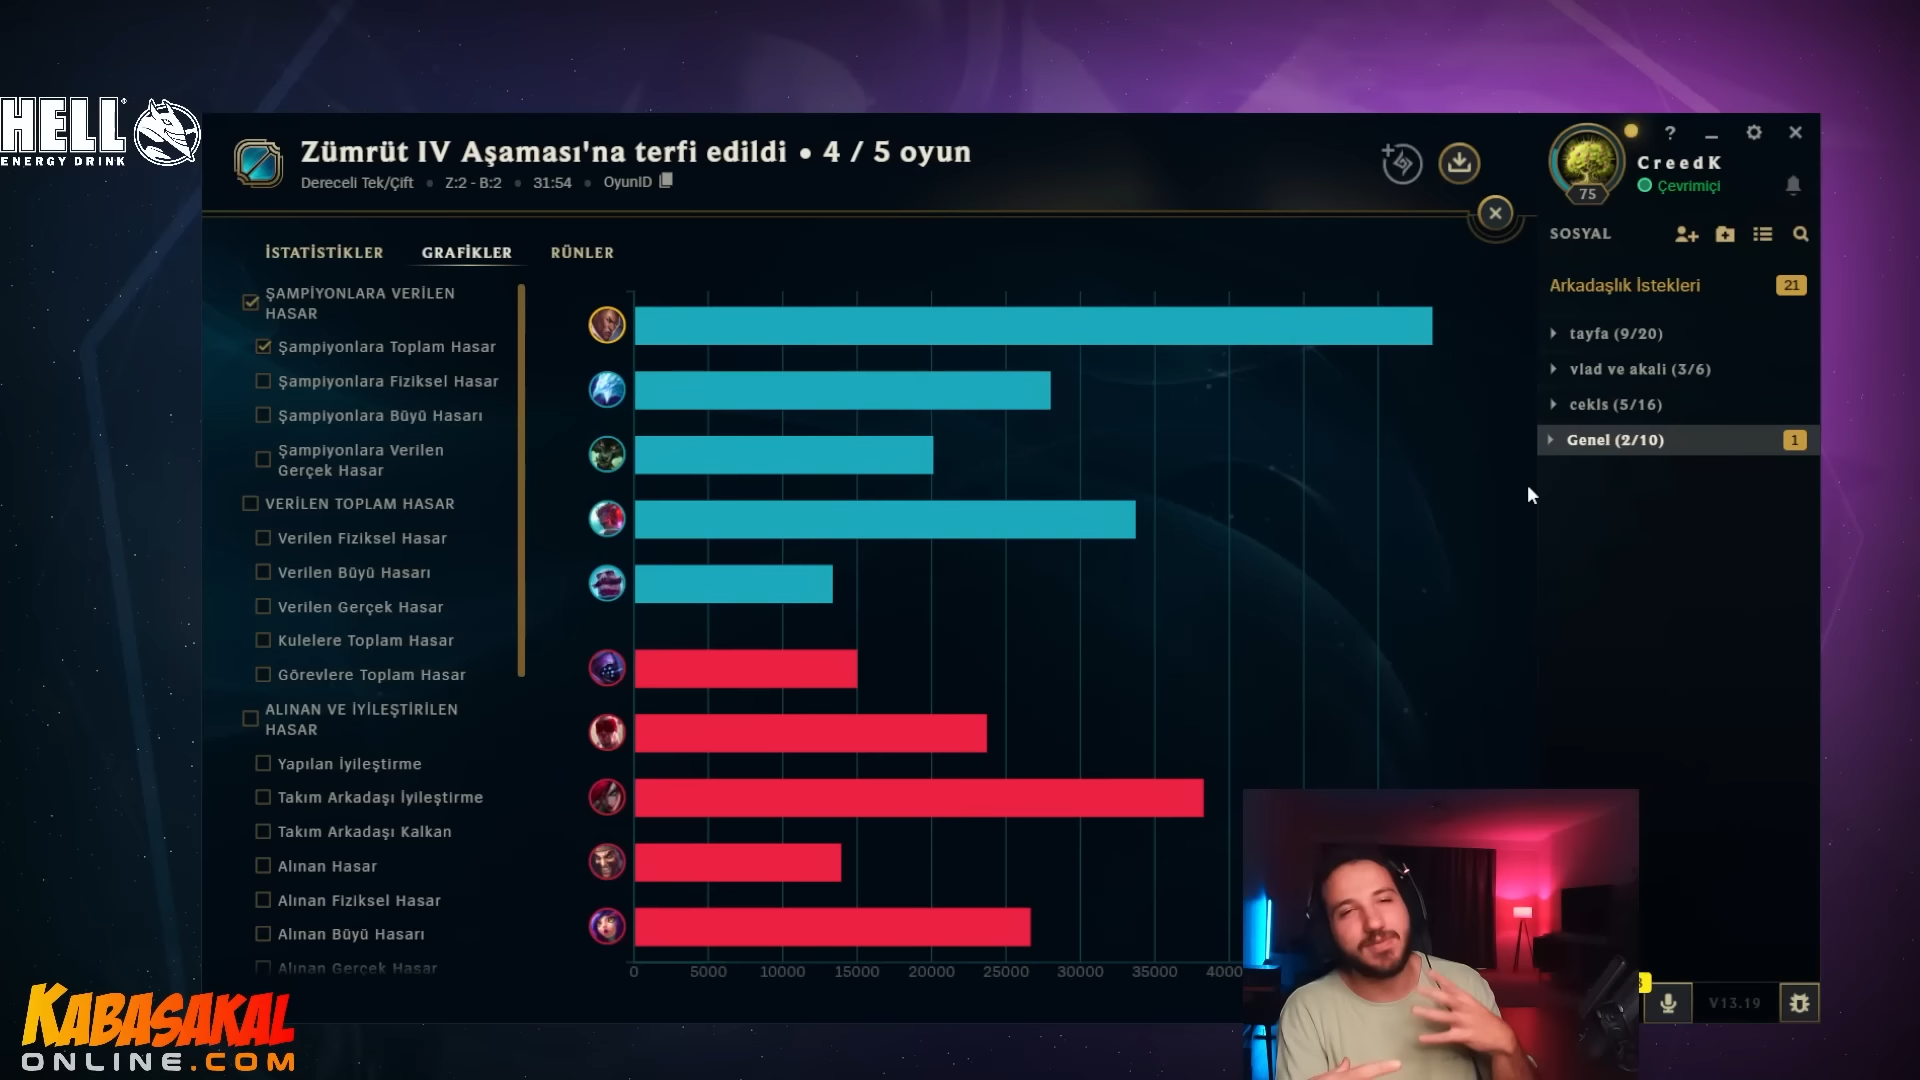 HELL
ENERGY DRINK
Zümrüt IV Aşaması'na terfi edildi • 4 / 5 oyun
Dereceli Tek/Çift • Z:2 - B:2 • 31:54 • OyunID
?
CreedK
75
Çevrimiçi
SOSYAL
Arkadaşlık İstekleri 21
tayfa (9/20)
vlad ve akali (3/6)
cekis (5/16)
Genel (2/10) 1
İSTATİSTİKLER GRAFİKLER RÜNLER
ŞAMPİYONLARA VERİLEN
HASAR
Şampiyonlara Toplam Hasar
Şampiyonlara Fiziksel Hasar
Şampiyonlara Büyü Hasarı
Şampiyonlara Verilen
Gerçek Hasar
VERİLEN TOPLAM HASAR
Verilen Fiziksel Hasar
Verilen Büyü Hasarı
Verilen Gerçek Hasar
Kulelere Toplam Hasar
Görevlere Toplam Hasar
ALINAN VE İYİLEŞTİRİLEN
HASAR
Yapılan İyileştirme
Takım Arkadaşı İyileştirme
Takım Arkadaşı Kalkan
Alınan Hasar
Alınan Fiziksel Hasar
Alınan Büyü Hasarı
Alınan Gerçek Hasar
0 5000 10000 15000 20000 25000 30000 35000 4000
V13.19
KABASAKAL
ONLINE.COM